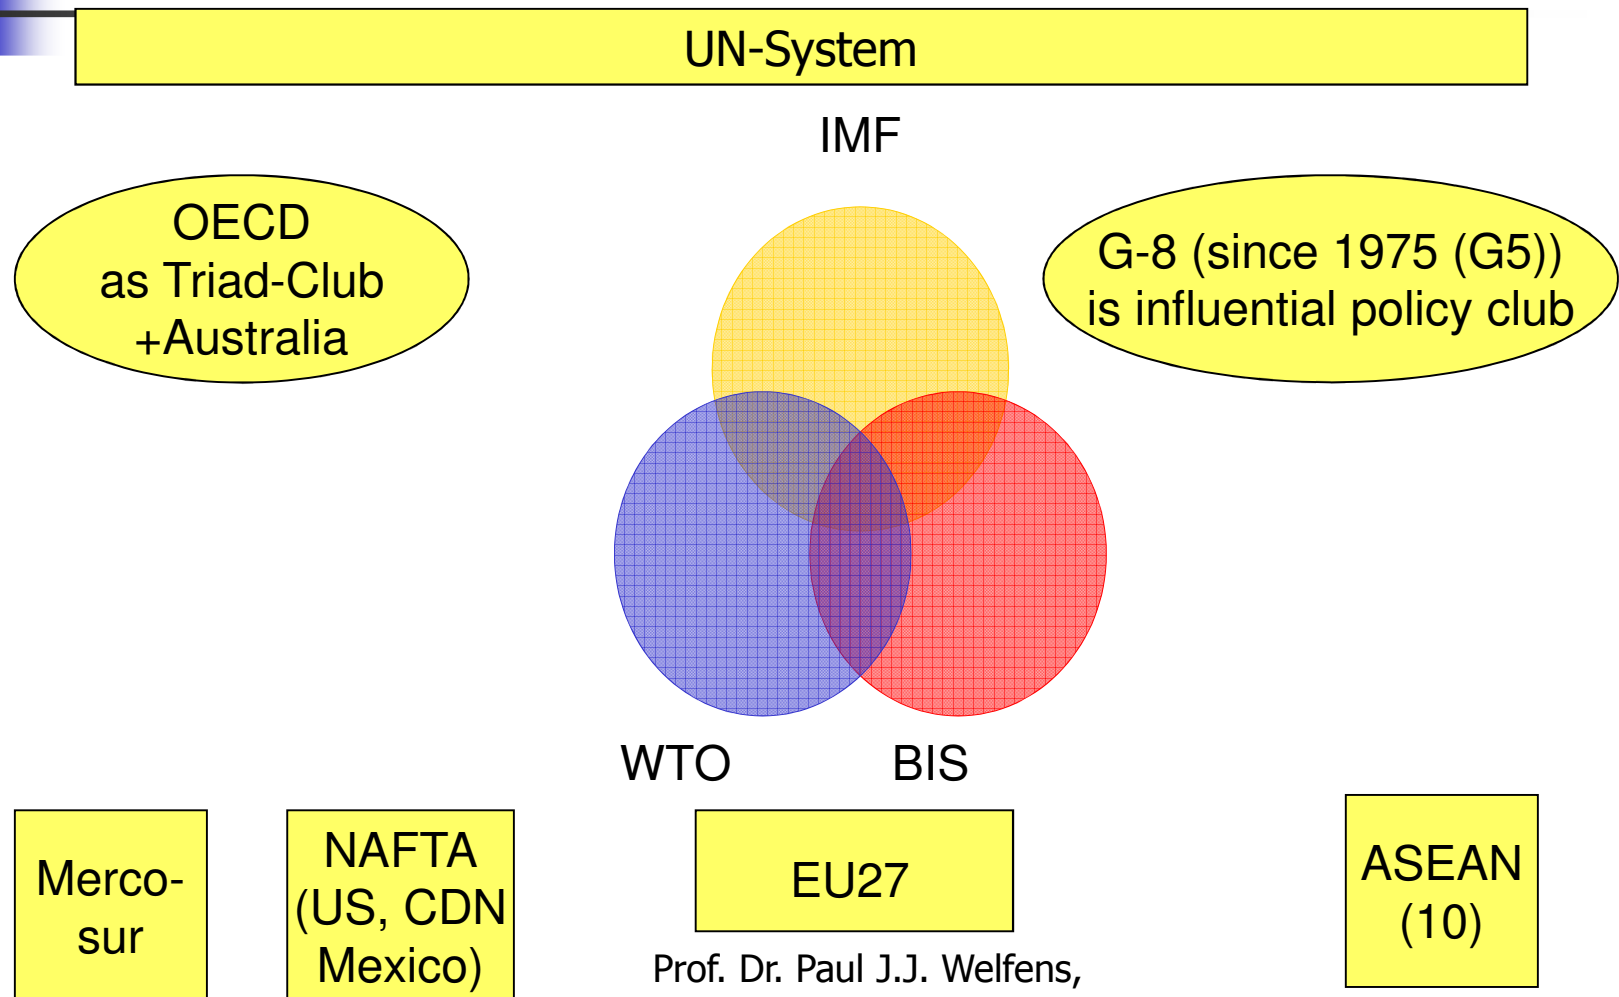 UN-System
IMF
OECD
as Triad-Club
+Australia
G-8 (since 1975 (G5))
is influential policy club
WTO
BIS
Merco-
sur
NAFTA
(US, CDN
Mexico)
EU27
ASEAN
(10)
Prof. Dr. Paul J.J. Welfens,